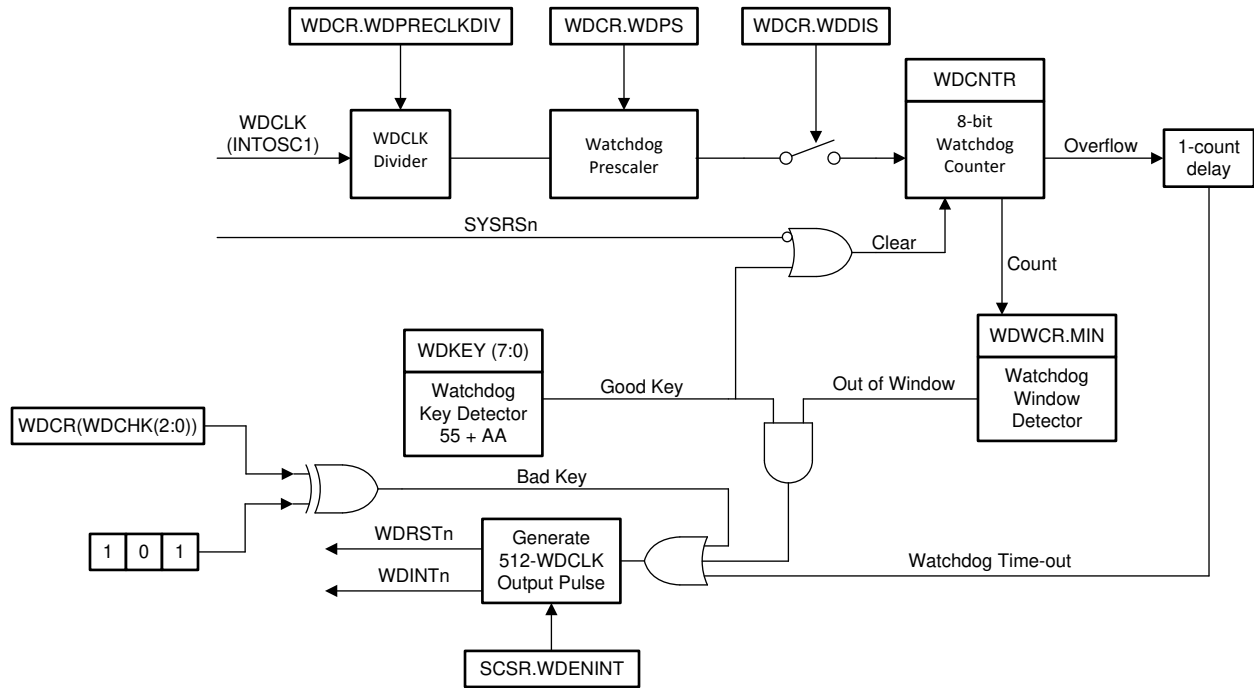 WDCR.WDPRECLKDIV
WDCR.WDPS
WDCR.WDDIS
WDCNTR
WDCLK
(INTOSC1)
WDCLK
Divider
Watchdog
Prescaler
8-bit
Watchdog
Counter
Overflow
1-count
delay
SYSRSn
Clear
Count
WDKEY (7:0)
Watchdog
Key Detector
55 + AA
Good Key
Out of Window
WDWCR.MIN
Watchdog
Window
Detector
WDCR(WDCHK(2:0))
Bad Key
1 0 1
WDRSTn
WDINTn
Generate
512-WDCLK
Output Pulse
Watchdog Time-out
SCSR.WDENINT